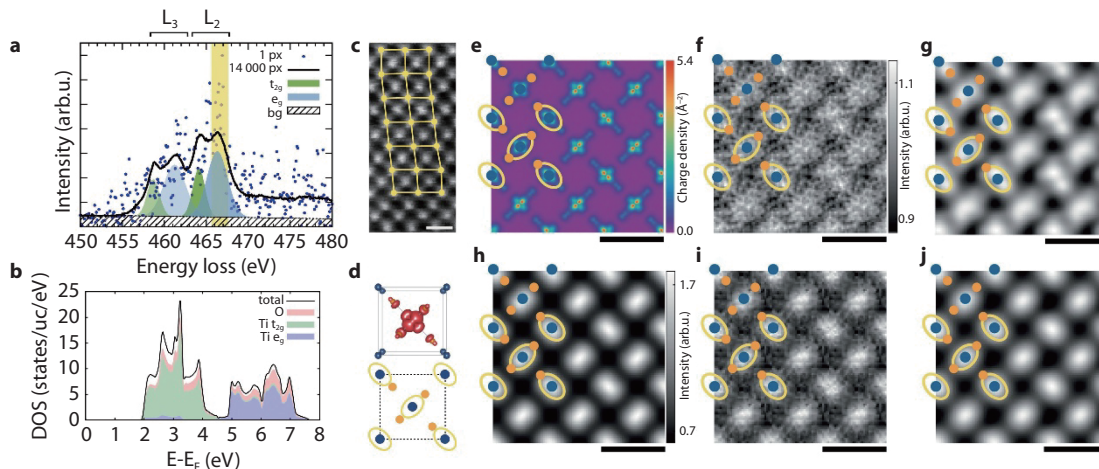 L3 L2
a
1 px
14 000 px
t2g
eg
bg
Intensity (arb.u.)
450 455 460 465 470 475 480
Energy loss (eV)
b
25
20
15
10
5
0
total
O
Ti t2g
Ti eg
DOS (states/uc/eV)
0 1 2 3 4 5 6 7 8
E-EF (eV)
c
d
e
5.4
Charge density (Å⁻²)
0.0
f
1.1
Intensity (arb.u.)
0.9
g
h
1.7
Intensity (arb.u.)
0.7
i
j